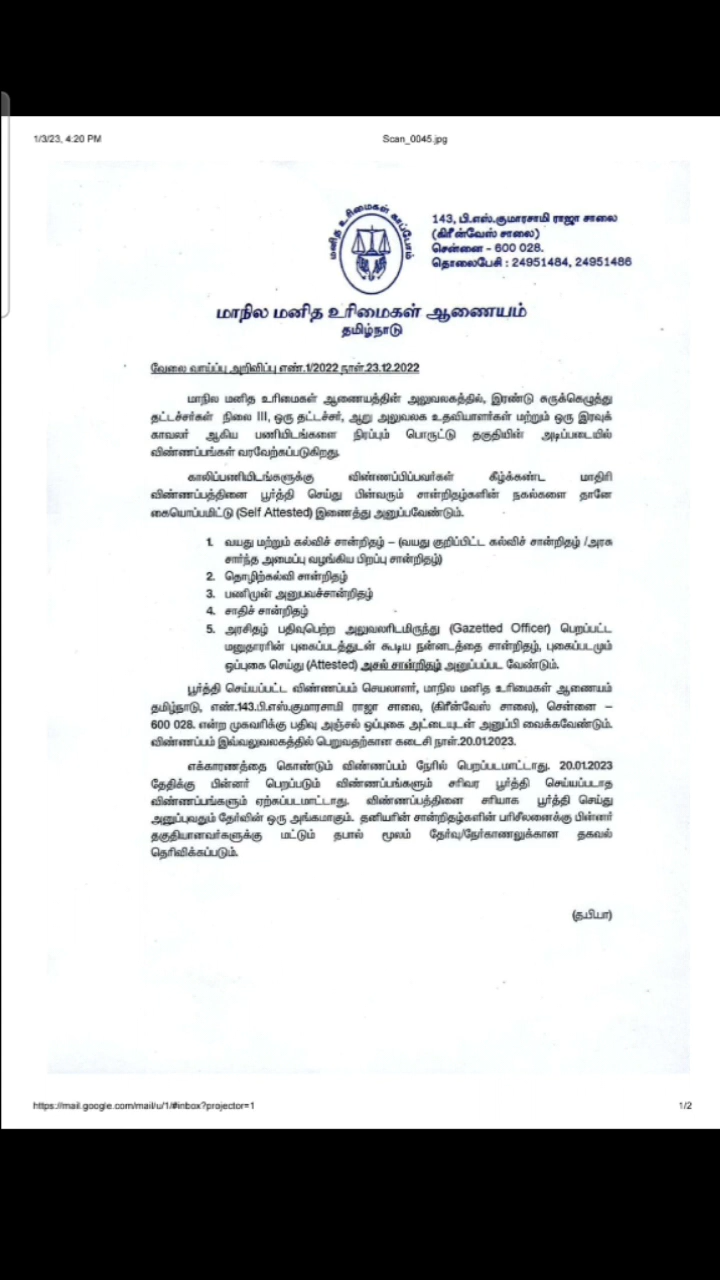 1/3/23, 4:20 PM
Scan_0045.jpg
மனித உரிமைகள் காப்போம்
143, பி.எஸ்.குமாரசாமி ராஜா சாலை
(கிரீன்வேஸ் சாலை)
சென்னை - 600 028.
தொலைபேசி : 24951484, 24951486
மாநில மனித உரிமைகள் ஆணையம்
தமிழ்நாடு
வேலை வாய்ப்பு அறிவிப்பு எண்.1/2022 நாள்.23.12.2022
மாநில மனித உரிமைகள் ஆணையத்தின் அலுவலகத்தில், இரண்டு சுருக்கெழுத்து
தட்டச்சர்கள் நிலை III, ஒரு தட்டச்சர், ஆறு அலுவலக உதவியாளர்கள் மற்றும் ஒரு இரவுக்
காவலர் ஆகிய பணியிடங்களை நிரப்பும் பொருட்டு தகுதியின் அடிப்படையில்
விண்ணப்பங்கள் வரவேற்கப்படுகிறது.
காலிப்பணியிடங்களுக்கு விண்ணப்பிப்பவர்கள் கீழ்க்கண்ட மாதிரி
விண்ணப்பத்தினை பூர்த்தி செய்து பின்வரும் சான்றிதழ்களின் நகல்களை தானே
கையொப்பமிட்டு (Self Attested) இணைத்து அனுப்பவேண்டும்.
1. வயது மற்றும் கல்விச் சான்றிதழ் – (வயது குறிப்பிட்ட கல்விச் சான்றிதழ் /அரசு
சார்ந்த அமைப்பு வழங்கிய பிறப்பு சான்றிதழ்)
2. தொழிற்கல்வி சான்றிதழ்
3. பணிமுன் அனுபவச்சான்றிதழ்
4. சாதிச் சான்றிதழ்
5. அரசிதழ் பதிவுபெற்ற அலுவலரிடமிருந்து (Gazetted Officer) பெறப்பட்ட
மனுதாரரின் புகைப்படத்துடன் கூடிய நன்னடத்தை சான்றிதழ், புகைப்படமும்
ஒப்புகை செய்து (Attested) அசல் சான்றிதழ் அனுப்பப்பட வேண்டும்.
பூர்த்தி செய்யப்பட்ட விண்ணப்பம் செயலாளர், மாநில மனித உரிமைகள் ஆணையம்
தமிழ்நாடு, எண்.143.பி.எஸ்.குமாரசாமி ராஜா சாலை, (கிரீன்வேஸ் சாலை), சென்னை –
600 028. என்ற முகவரிக்கு பதிவு அஞ்சல் ஒப்புகை அட்டையுடன் அனுப்பி வைக்கவேண்டும்.
விண்ணப்பம் இவ்வலுவலகத்தில் பெறுவதற்கான கடைசி நாள்.20.01.2023.
எக்காரணத்தை கொண்டும் விண்ணப்பம் நேரில் பெறப்படமாட்டாது. 20.01.2023
தேதிக்கு பின்னர் பெறப்படும் விண்ணப்பங்களும் சரிவர பூர்த்தி செய்யப்படாத
விண்ணப்பங்களும் ஏற்கப்படமாட்டாது. விண்ணப்பத்தினை சரியாக பூர்த்தி செய்து
அனுப்புவதும் தேர்வின் ஒரு அங்கமாகும். தனியரின் சான்றிதழ்களின் பரிசீலனைக்கு பின்னர்
தகுதியானவர்களுக்கு மட்டும் தபால் மூலம் தேர்வு/நேர்காணலுக்கான தகவல்
தெரிவிக்கப்படும்.
(த.பி.யா)
https://mail.google.com/mail/u/1/#inbox?projector=1
1/2